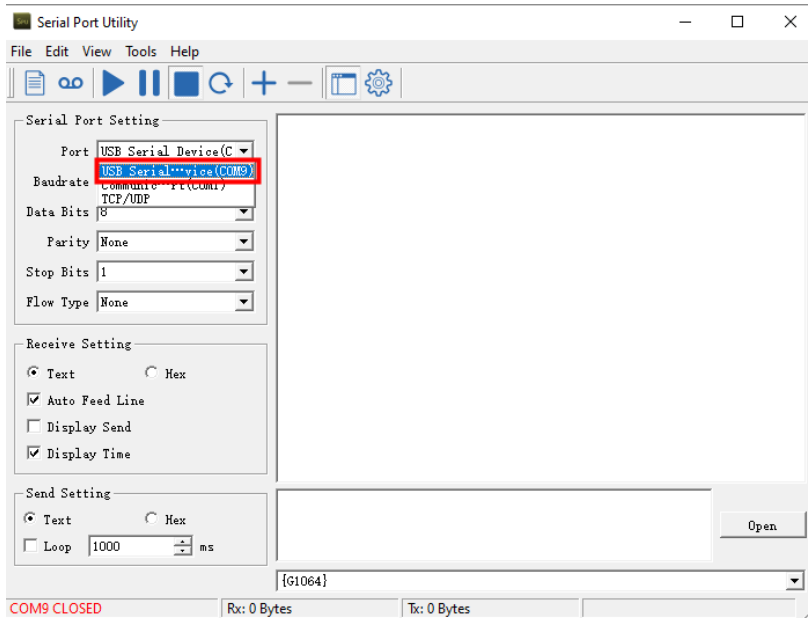 Serial Port Utility
File Edit View Tools Help
Serial Port Setting
Port USB Serial Device(C
USB Serial···vice(COM9)
Baudrate Communic···rt(COM1)
TCP/UDP
Data Bits 8
Parity None
Stop Bits 1
Flow Type None
Receive Setting
Text Hex
Auto Feed Line
Display Send
Display Time
Send Setting
Text Hex
Loop 1000 ms
Open
{G1064}
COM9 CLOSED Rx: 0 Bytes Tx: 0 Bytes